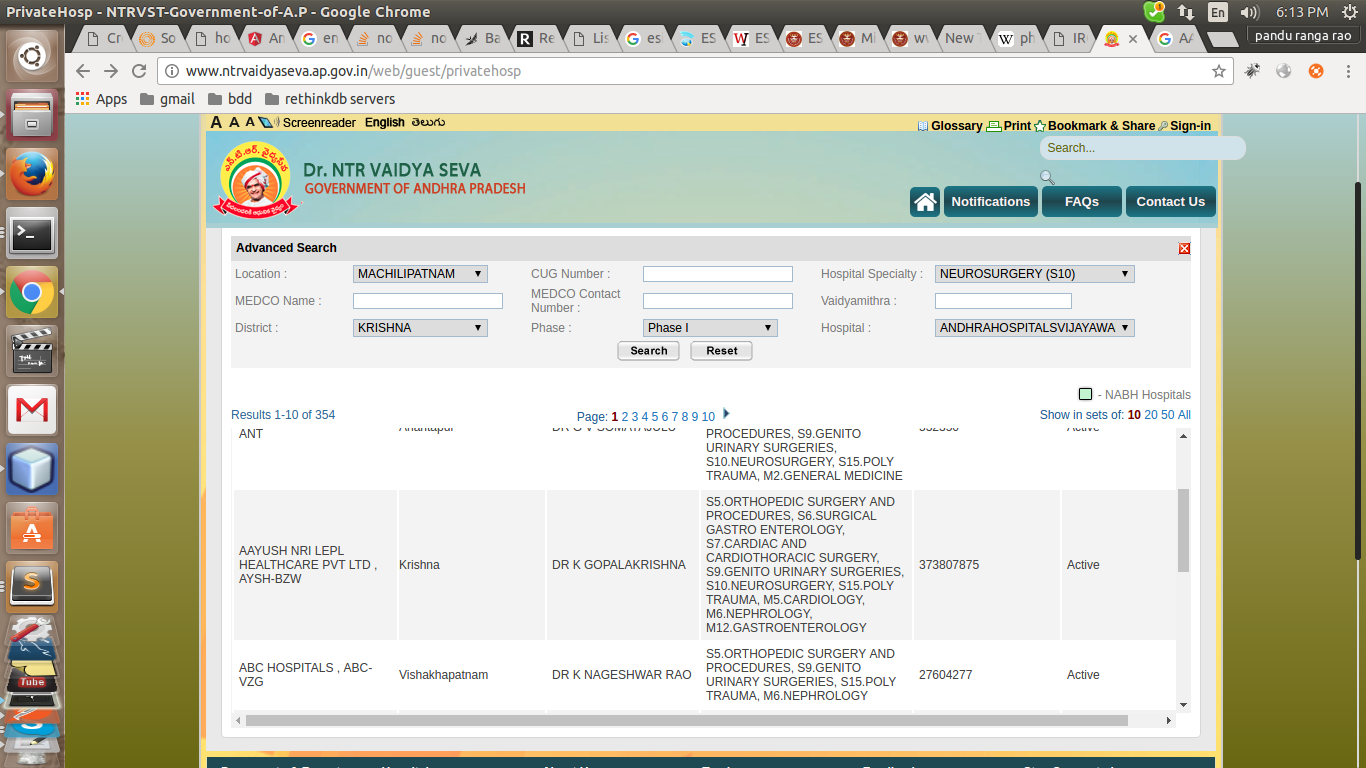 PrivateHosp - NTRVST-Government-of-A.P - Google Chrome
En
6:13 PM
Cr
So
ho
An
en
no
no
Ba
R Re
Lis
es
ES
ES
ES
Mi
w
New T
W ph
IR
AA
pandu ranga rao
www.ntrvaidyaseva.ap.gov.in/web/guest/privatehosp
Apps gmail bdd rethinkdb servers
A A A Screenreader English తెలుగు
Glossary Print Bookmark & Share Sign-in
Dr. NTR VAIDYA SEVA
GOVERNMENT OF ANDHRA PRADESH
Search...
Notifications FAQs Contact Us
Advanced Search
Location : MACHILIPATNAM CUG Number : Hospital Specialty : NEUROSURGERY (S10)
MEDCO Name : MEDCO Contact Number : Vaidyamithra :
District : KRISHNA Phase : Phase I Hospital : ANDHRAHOSPITALSVIJAYAWA
Search Reset
- NABH Hospitals
Results 1-10 of 354 Page: 1 2 3 4 5 6 7 8 9 10 Show in sets of: 10 20 50 All
ANT
PROCEDURES, S9.GENITO
URINARY SURGERIES,
S10.NEUROSURGERY, S15.POLY
TRAUMA, M2.GENERAL MEDICINE
Active
AAYUSH NRI LEPL
HEALTHCARE PVT LTD ,
AYSH-BZW
Krishna
DR K GOPALAKRISHNA
S5.ORTHOPEDIC SURGERY AND
PROCEDURES, S6.SURGICAL
GASTRO ENTEROLOGY,
S7.CARDIAC AND
CARDIOTHORACIC SURGERY,
S9.GENITO URINARY SURGERIES,
S10.NEUROSURGERY, S15.POLY
TRAUMA, M5.CARDIOLOGY,
M6.NEPHROLOGY,
M12.GASTROENTEROLOGY
373807875
Active
ABC HOSPITALS , ABC-
VZG
Vishakhapatnam
DR K NAGESHWAR RAO
S5.ORTHOPEDIC SURGERY AND
PROCEDURES, S9.GENITO
URINARY SURGERIES, S15.POLY
TRAUMA, M6.NEPHROLOGY
27604277
Active